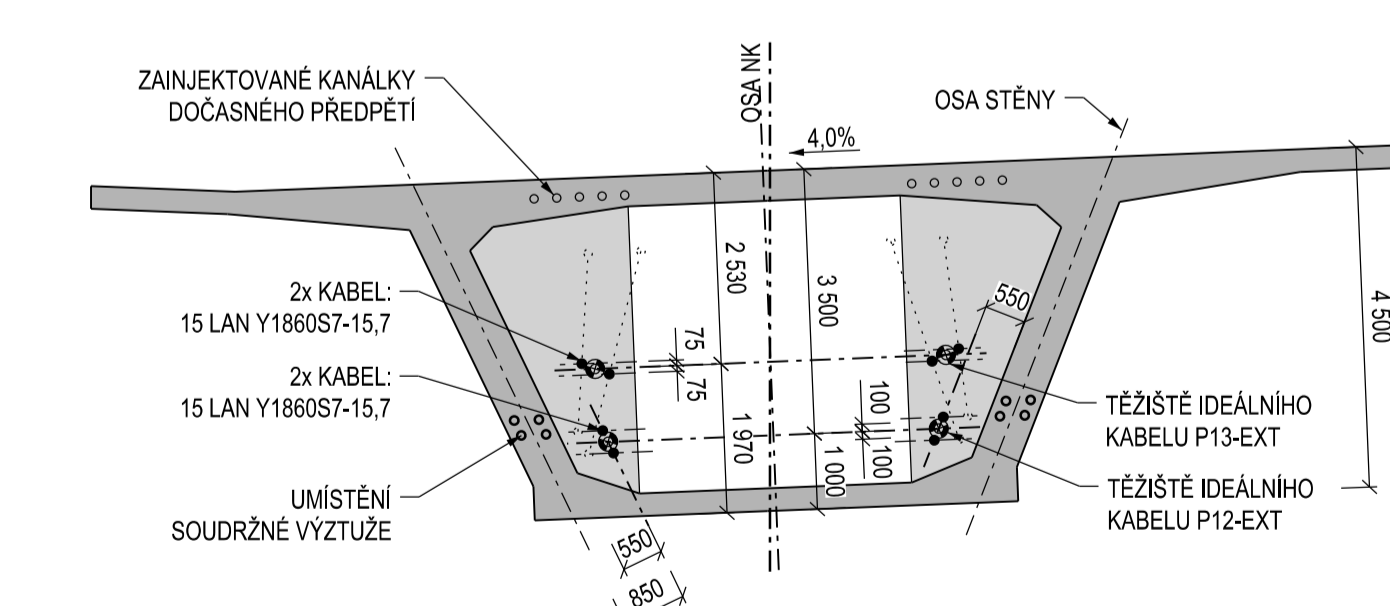 ZAINJEKTOVANÉ KANÁLKY
DOČASNÉHO PŘEDPĚTÍ
OSA NK
4,0%
OSA STĚNY
2 530
3 500
550
4 500
2x KABEL:
15 LAN Y1860S7-15,7
75
75
2x KABEL:
15 LAN Y1860S7-15,7
1 970
100
100
1 000
TĚŽIŠTĚ IDEÁLNÍHO
KABELU P13-EXT
TĚŽIŠTĚ IDEÁLNÍHO
KABELU P12-EXT
UMÍSTĚNÍ
SOUDRŽNÉ VÝZTUŽE
550
850